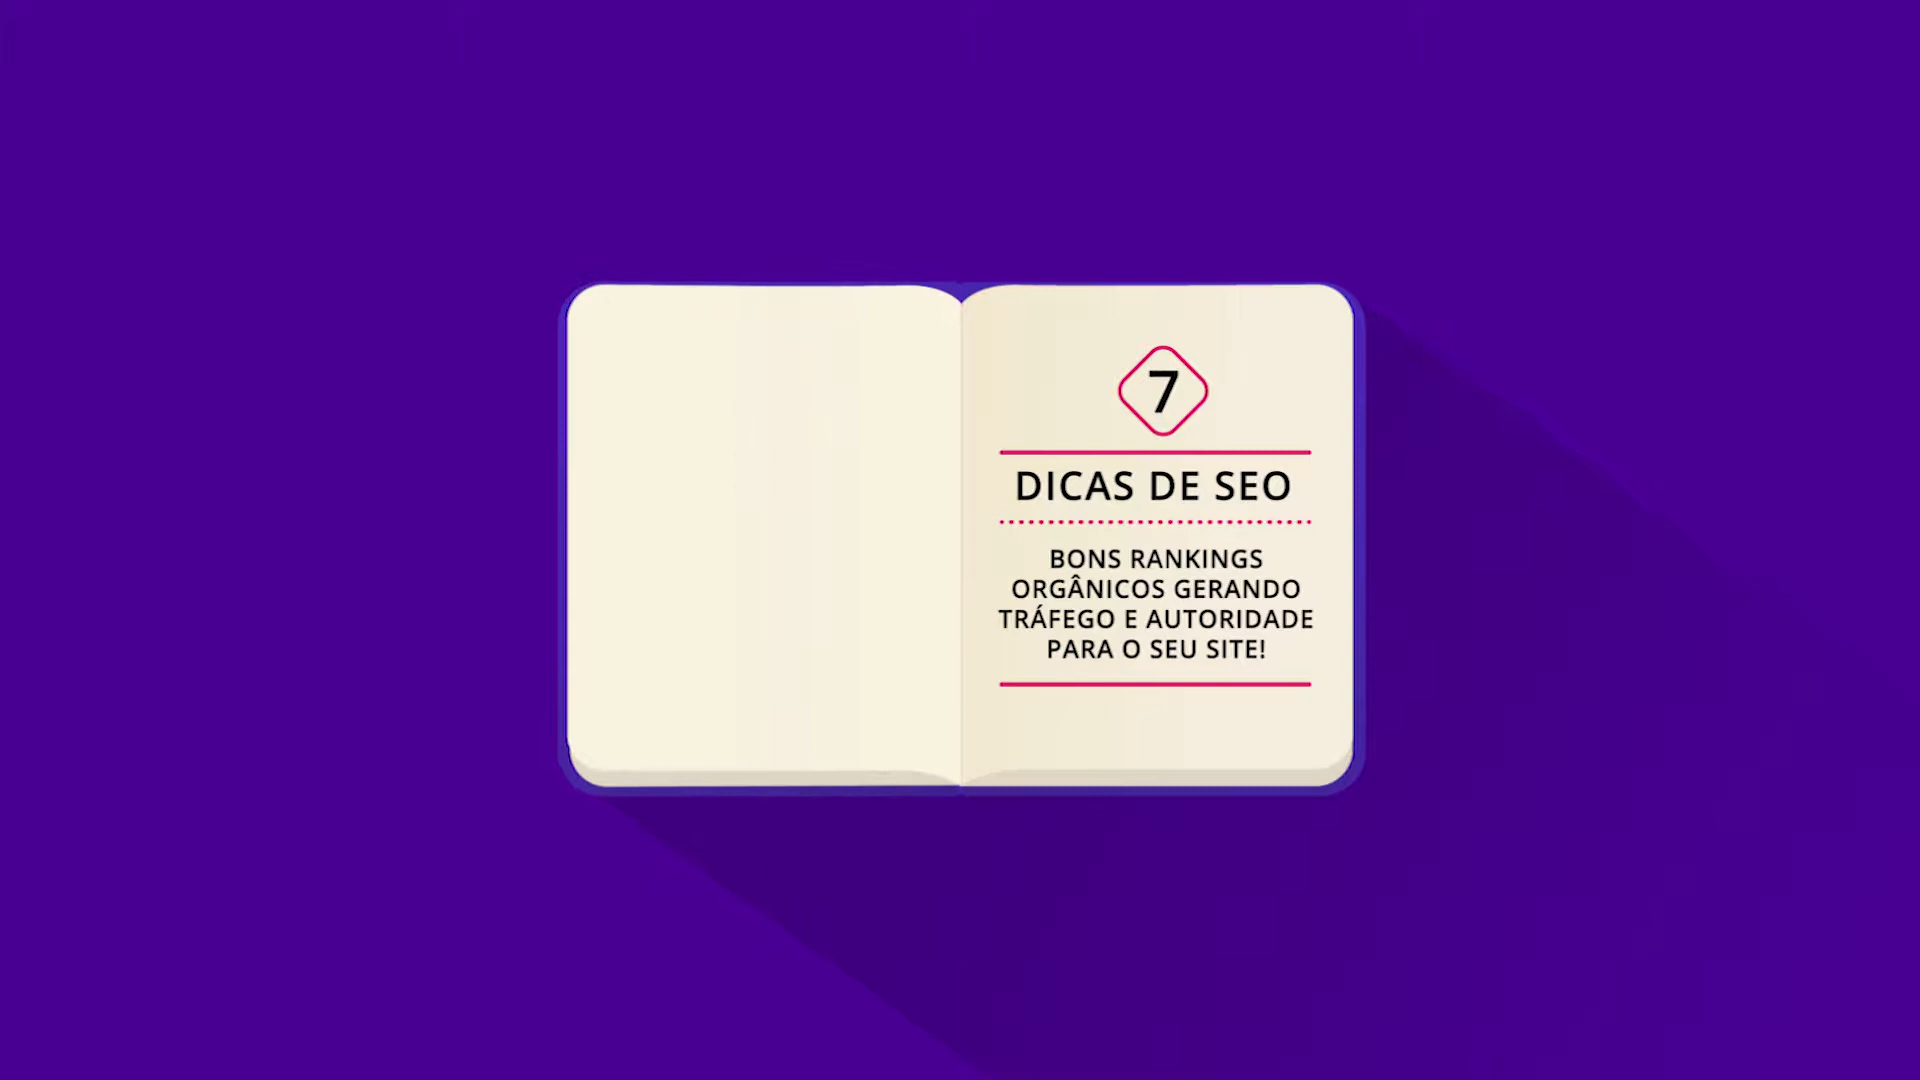 7
DICAS DE SEO
BONS RANKINGS
ORGÂNICOS GERANDO
TRÁFEGO E AUTORIDADE
PARA O SEU SITE!